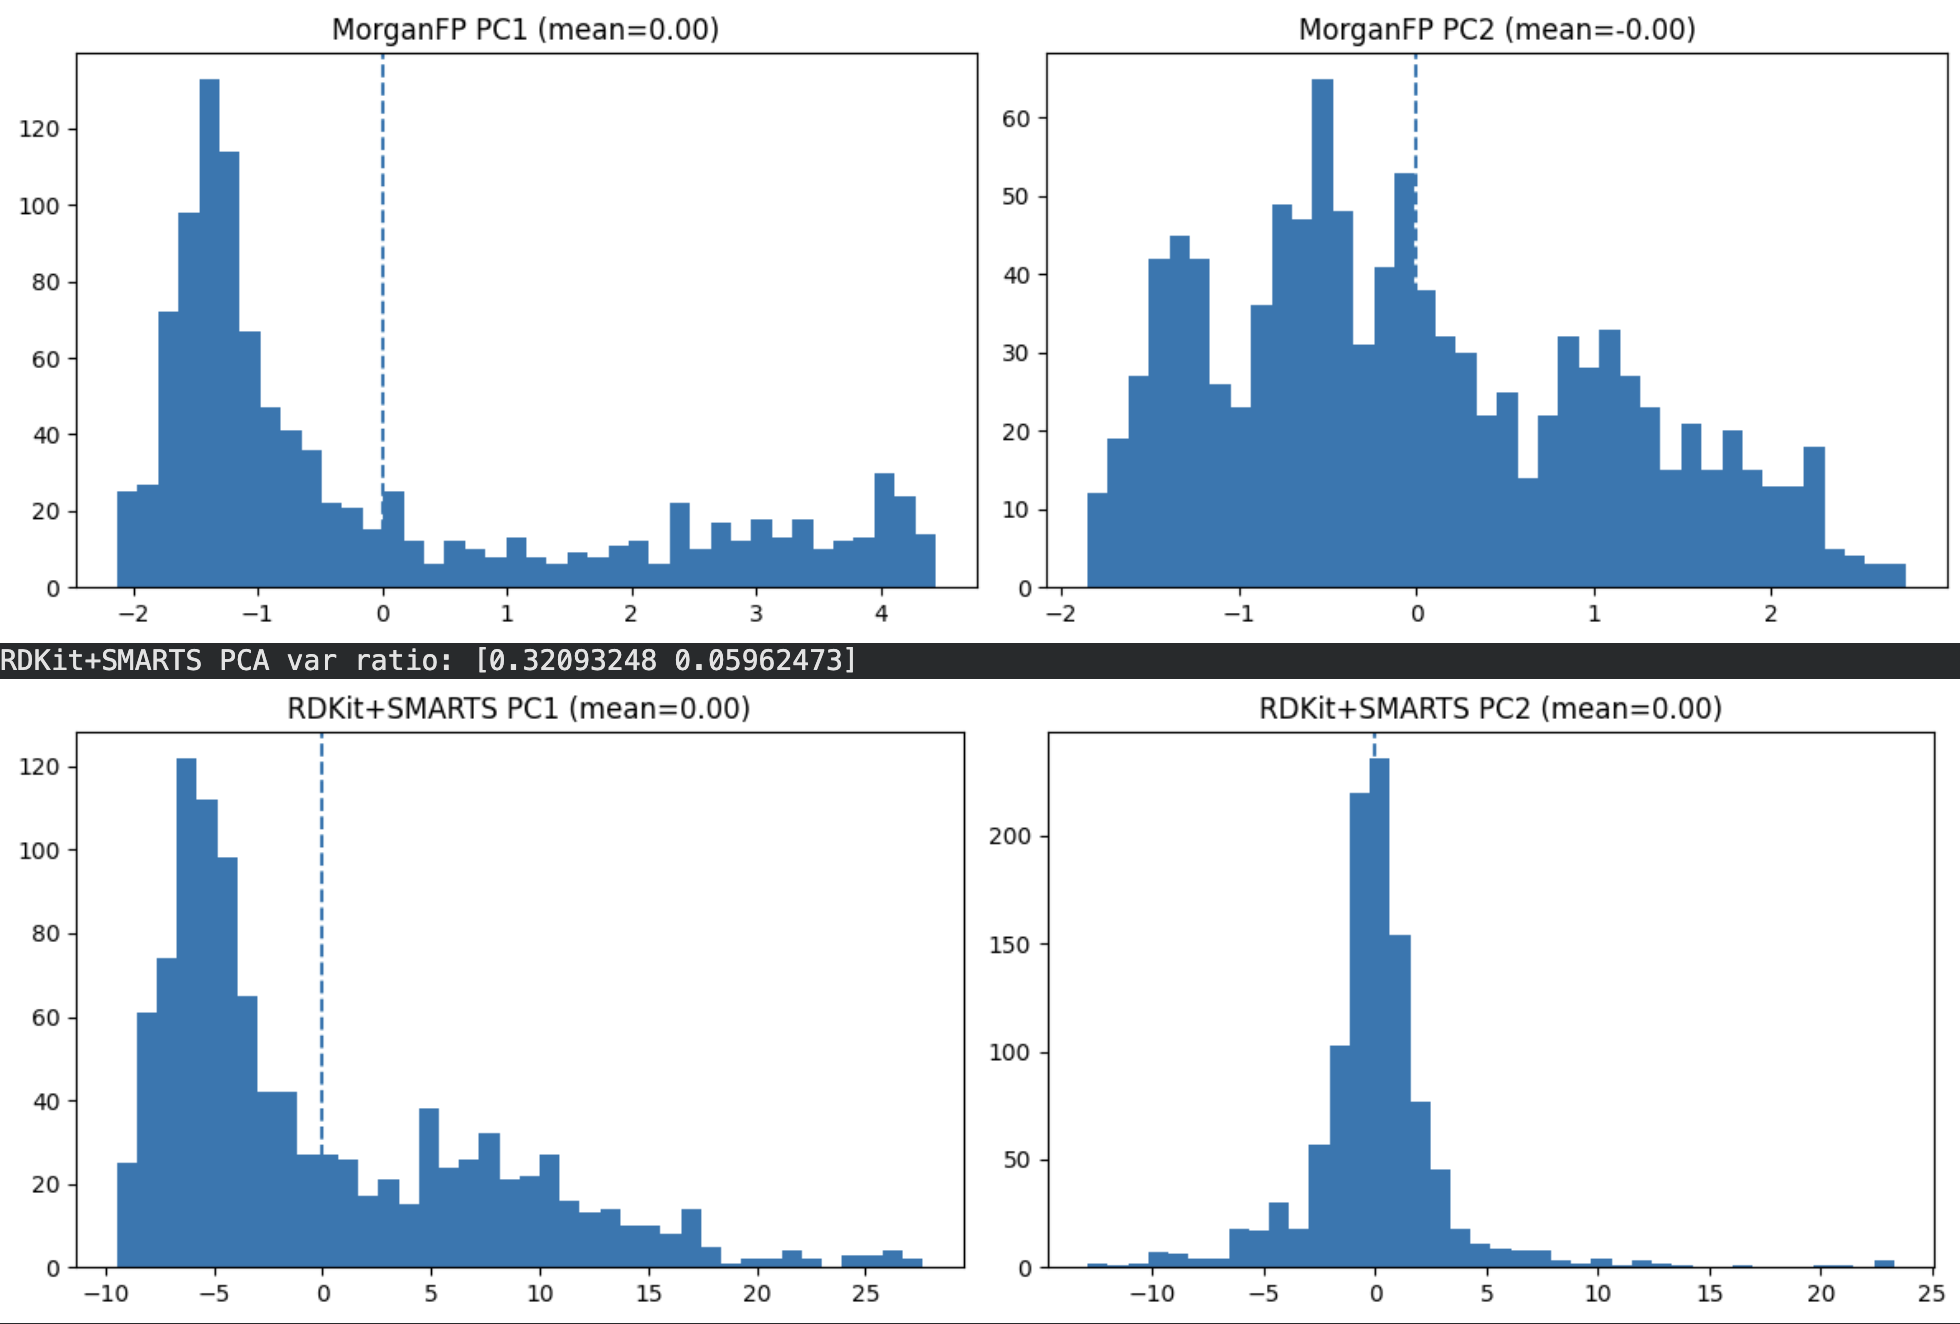 MorganFP PC1 (mean=0.00)
120
100
80
60
40
20
0
−2 −1 0 1 2 3 4
MorganFP PC2 (mean=-0.00)
60
50
40
30
20
10
0
−2 −1 0 1 2
RDKit+SMARTS PCA var ratio: [0.32093248 0.05962473]
RDKit+SMARTS PC1 (mean=0.00)
120
100
80
60
40
20
0
−10 −5 0 5 10 15 20 25
RDKit+SMARTS PC2 (mean=0.00)
200
150
100
50
0
−10 −5 0 5 10 15 20 25